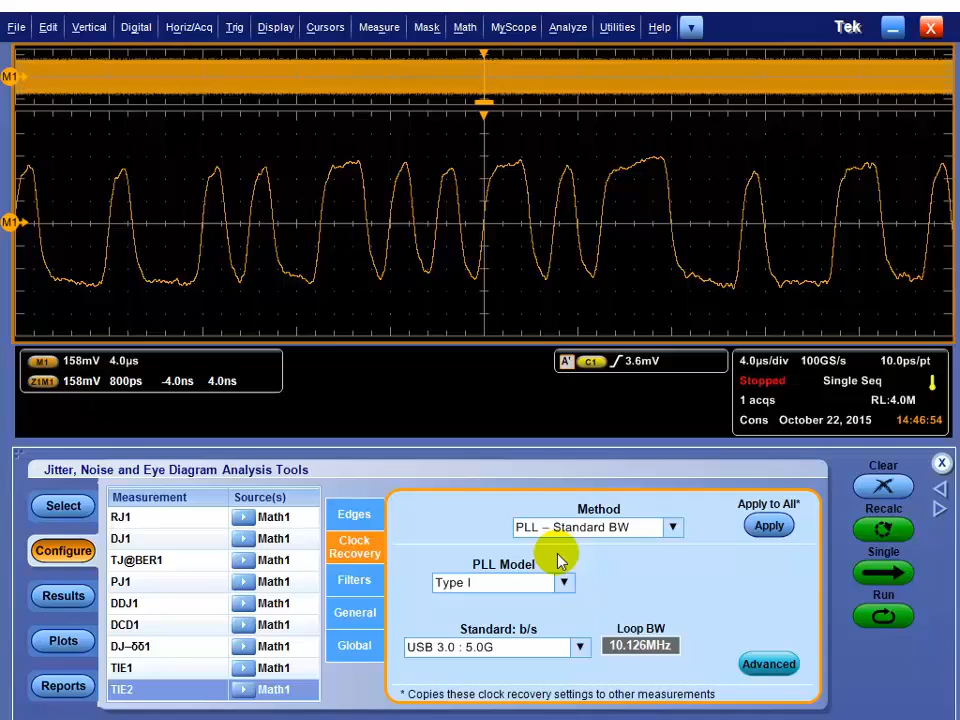 File Edit Vertical Digital Horiz/Acq Trig Display Cursors Measure Mask Math MyScope Analyze Utilities Help Tek X
M1
M1
M1 158mV 4.0µs
Z1M1 158mV 800ps -4.0ns 4.0ns
A' C1 3.6mV
4.0µs/div 100GS/s 10.0ps/pt
Stopped Single Seq
1 acqs RL:4.0M
Cons October 22, 2015 14:46:54
Jitter, Noise and Eye Diagram Analysis Tools
Select
Configure
Results
Plots
Reports
Measurement Source(s)
RJ1 Math1
DJ1 Math1
TJ@BER1 Math1
PJ1 Math1
DDJ1 Math1
DCD1 Math1
DJ–δδ1 Math1
TIE1 Math1
TIE2 Math1
Edges
Clock
Recovery
Filters
General
Global
Method
PLL – Standard BW
Apply to All*
Apply
PLL Model
Type I
Standard: b/s
USB 3.0 : 5.0G
Loop BW
10.126MHz
Advanced
* Copies these clock recovery settings to other measurements
Clear
Recalc
Single
Run
X